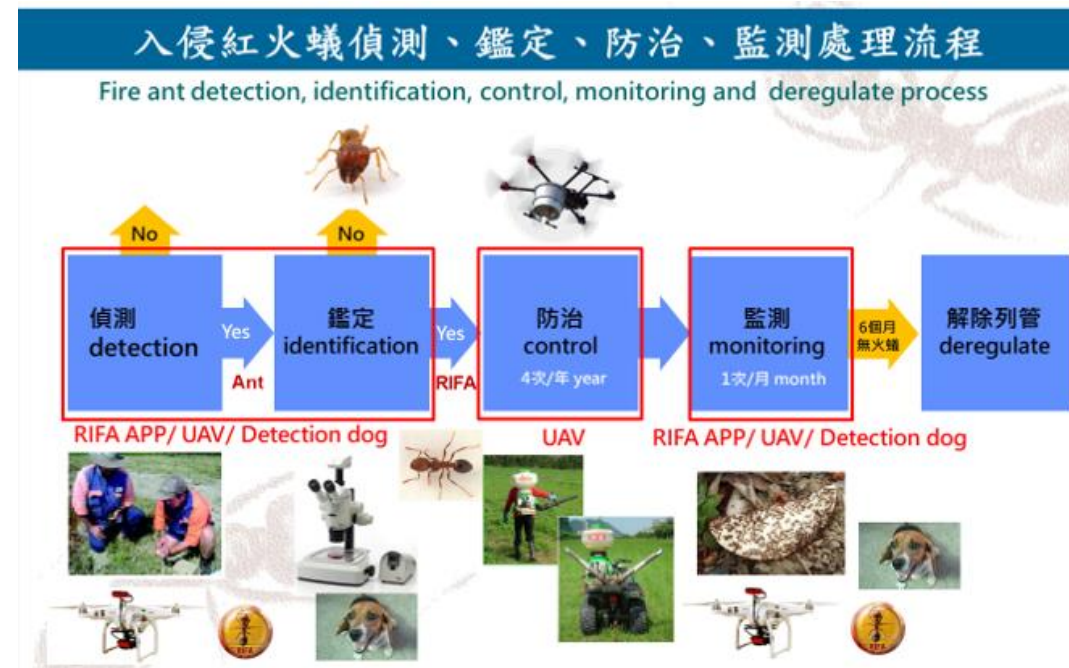 入侵紅火蟻偵測、鑑定、防治、監測處理流程
Fire ant detection, identification, control, monitoring and deregulate process
No
No
偵測
detection
Yes
Ant
鑑定
identification
Yes
RIFA
防治
control
4次/年 year
監測
monitoring
1次/月 month
6個月
無火蟻
解除列管
deregulate
RIFA APP/ UAV/ Detection dog
UAV
RIFA APP/ UAV/ Detection dog
RIFA
RIFA